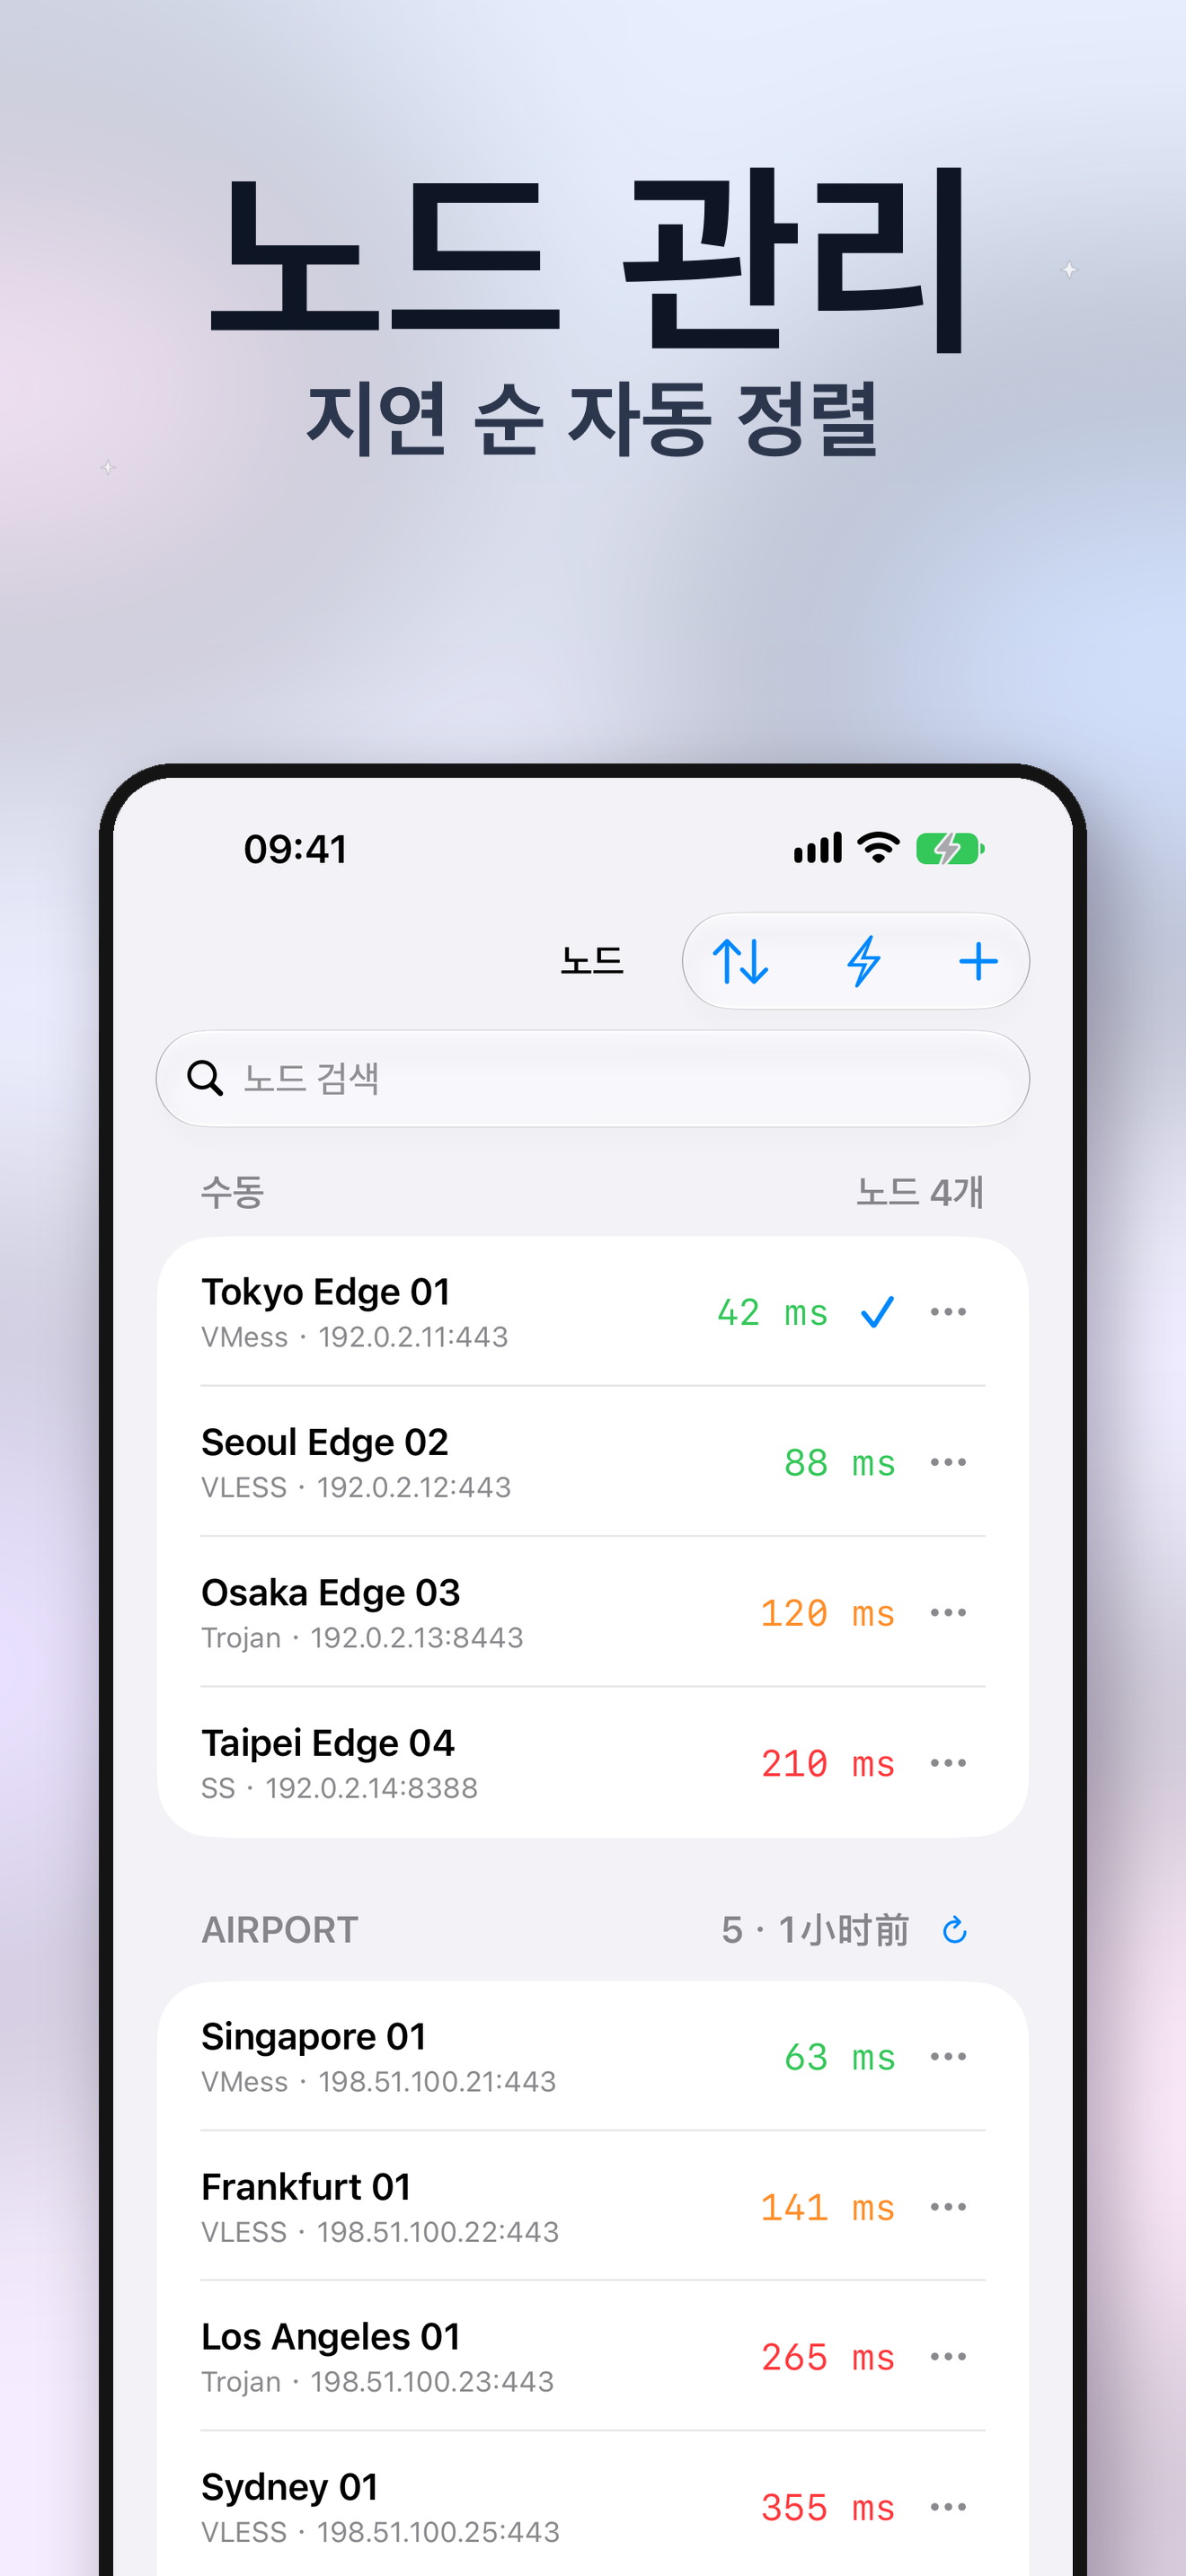 노드 관리
지연 순 자동 정렬
09:41
노드
노드 검색
수동 노드 4개
Tokyo Edge 01
VMess · 192.0.2.11:443
42 ms
Seoul Edge 02
VLESS · 192.0.2.12:443
88 ms
Osaka Edge 03
Trojan · 192.0.2.13:8443
120 ms
Taipei Edge 04
SS · 192.0.2.14:8388
210 ms
AIRPORT 5 · 1小时前
Singapore 01
VMess · 198.51.100.21:443
63 ms
Frankfurt 01
VLESS · 198.51.100.22:443
141 ms
Los Angeles 01
Trojan · 198.51.100.23:443
265 ms
Sydney 01
VLESS · 198.51.100.25:443
355 ms